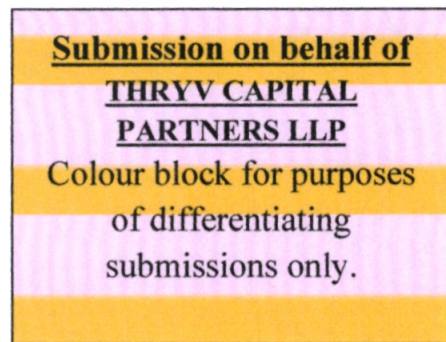 Submission on behalf of
THRYV CAPITAL
PARTNERS LLP
Colour block for purposes
of differentiating
submissions only.